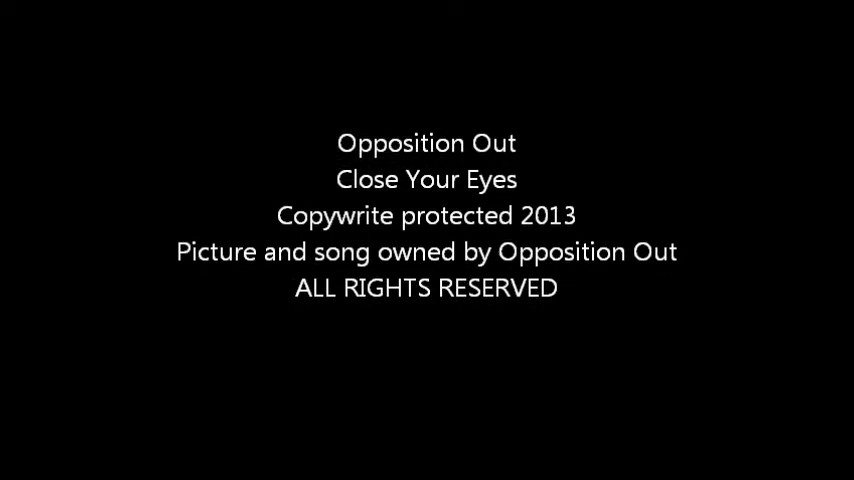 Opposition Out
Close Your Eyes
Copywrite protected 2013
Picture and song owned by Opposition Out
ALL RIGHTS RESERVED